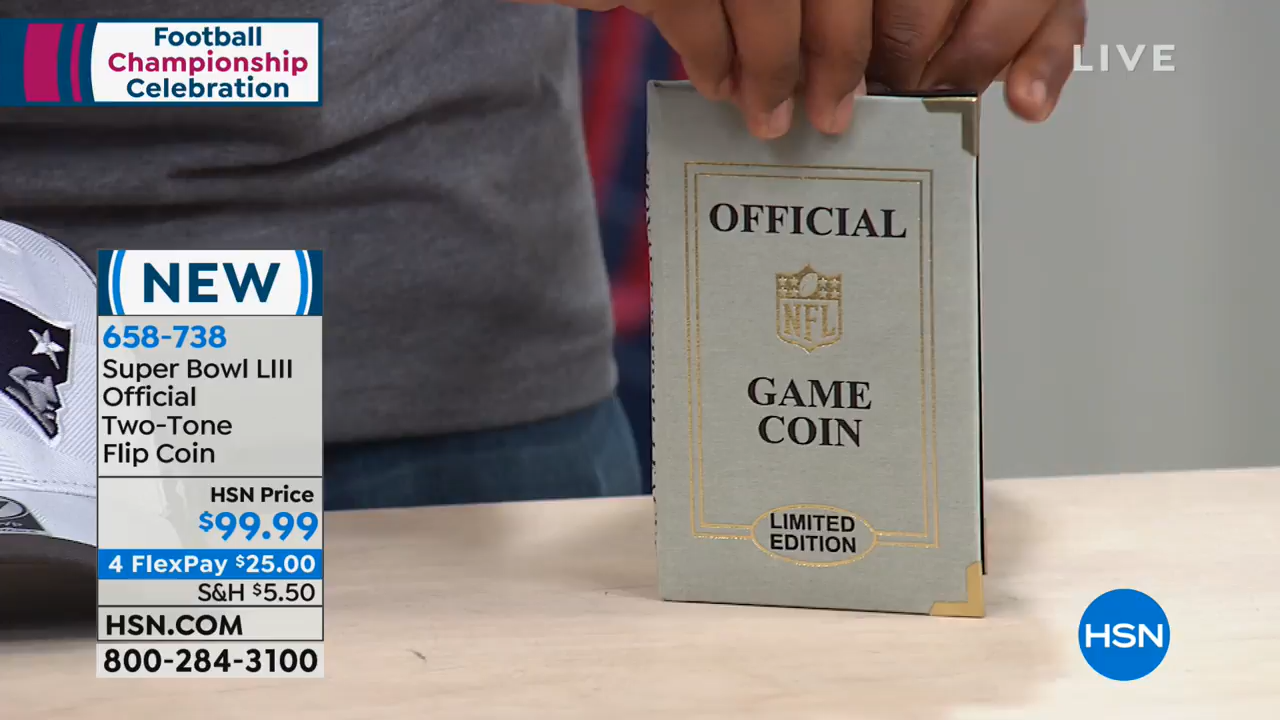 Football
Championship
Celebration
LIVE
NEW
658-738
Super Bowl LIII
Official
Two-Tone
Flip Coin
HSN Price
$99.99
4 FlexPay $25.00
S&H $5.50
HSN.COM
800-284-3100
OFFICIAL
NFL
GAME
COIN
LIMITED
EDITION
HSN